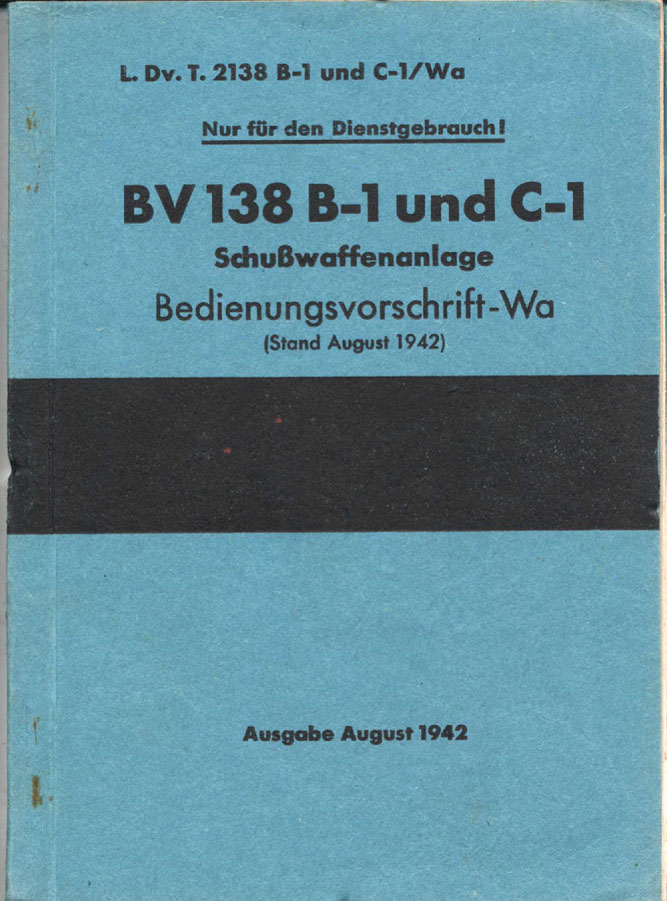 L. Dv. T. 2138 B-1 und C-1/Wa
Nur für den Dienstgebrauch!
BV 138 B-1 und C-1
Schußwaffenanlage
Bedienungsvorschrift-Wa
(Stand August 1942)
Ausgabe August 1942